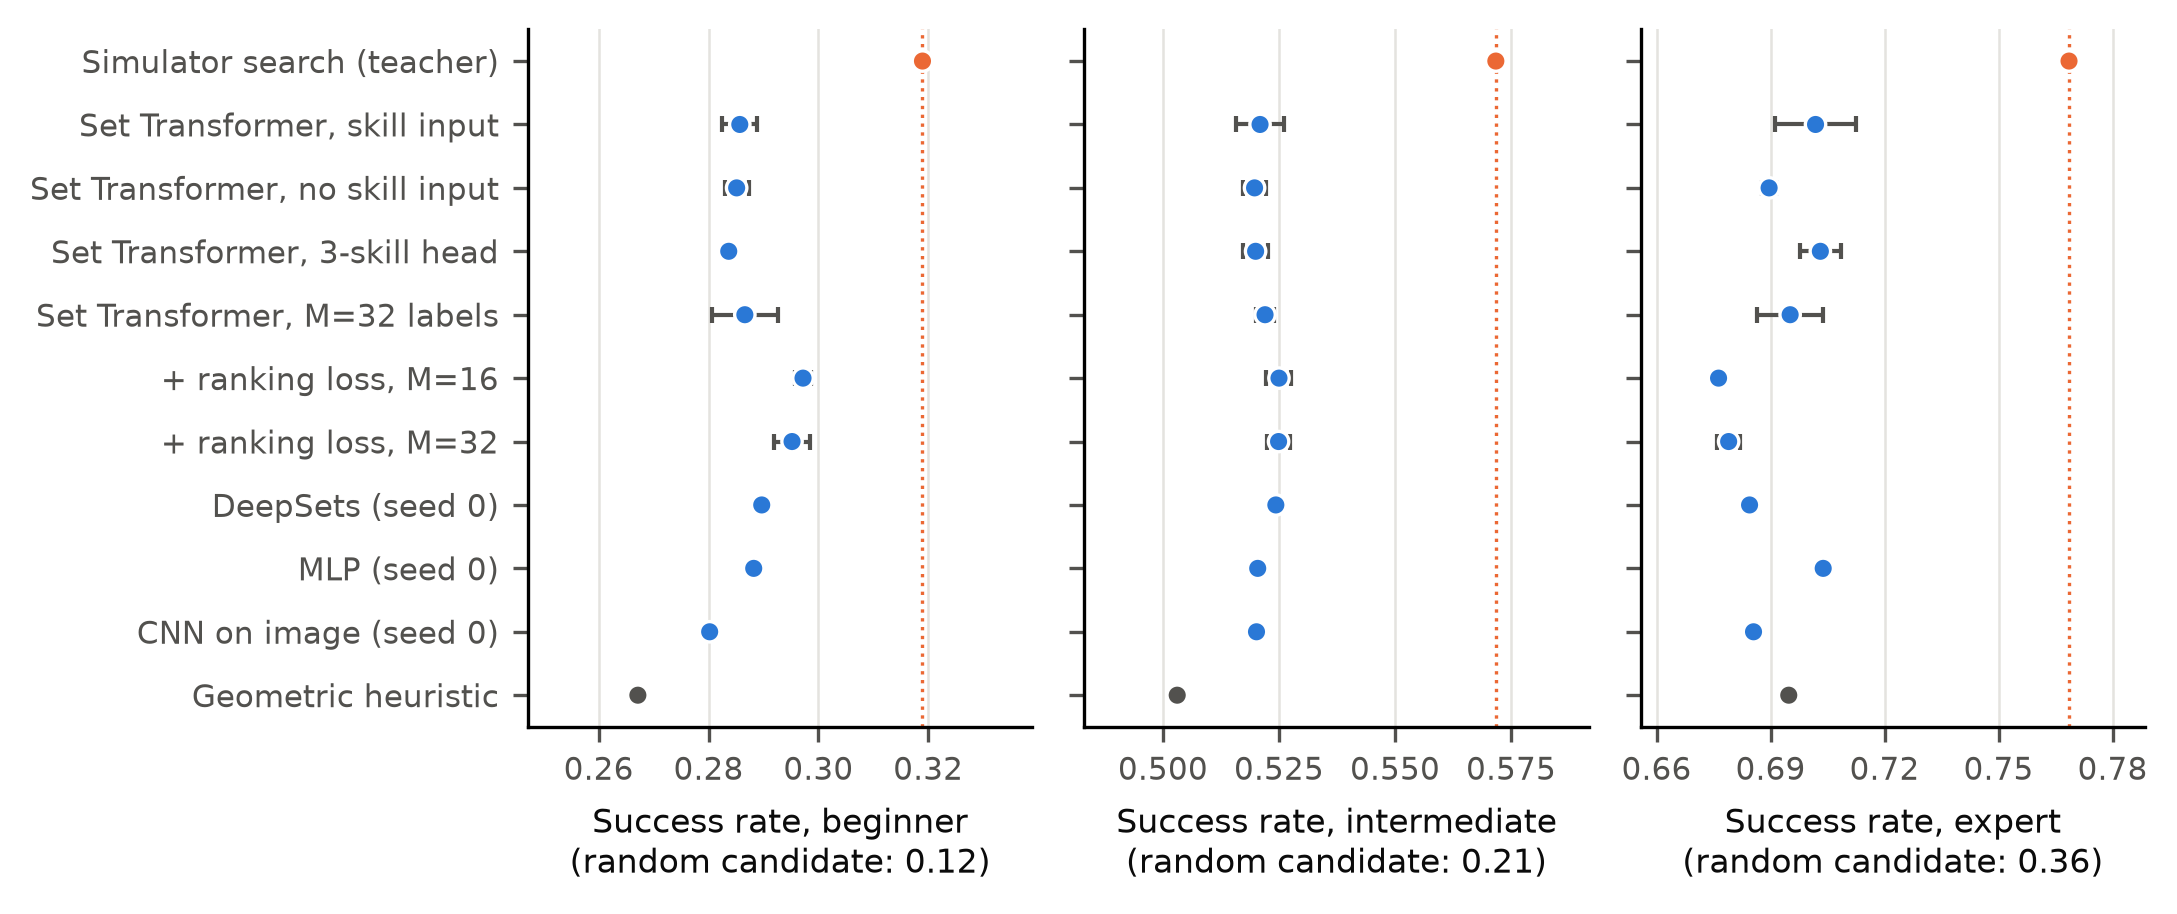 Simulator search (teacher)
Set Transformer, skill input
Set Transformer, no skill input
Set Transformer, 3-skill head
Set Transformer, M=32 labels
+ ranking loss, M=16
+ ranking loss, M=32
DeepSets (seed 0)
MLP (seed 0)
CNN on image (seed 0)
Geometric heuristic
0.26 0.28 0.30 0.32
Success rate, beginner
(random candidate: 0.12)
0.500 0.525 0.550 0.575
Success rate, intermediate
(random candidate: 0.21)
0.66 0.69 0.72 0.75 0.78
Success rate, expert
(random candidate: 0.36)